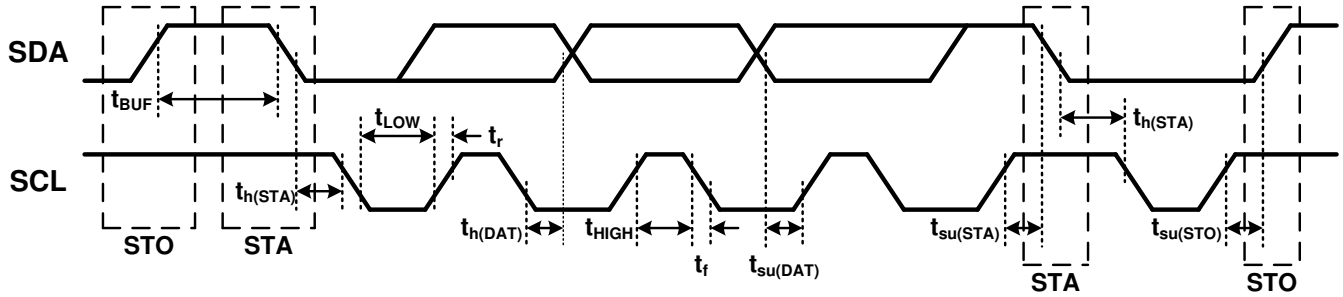 SDA
tBUF
tLOW
tr
th(STA)
SCL
th(STA)
th(DAT)
tHIGH
tf
tsu(DAT)
tsu(STA)
tsu(STO)
STO
STA
STA
STO